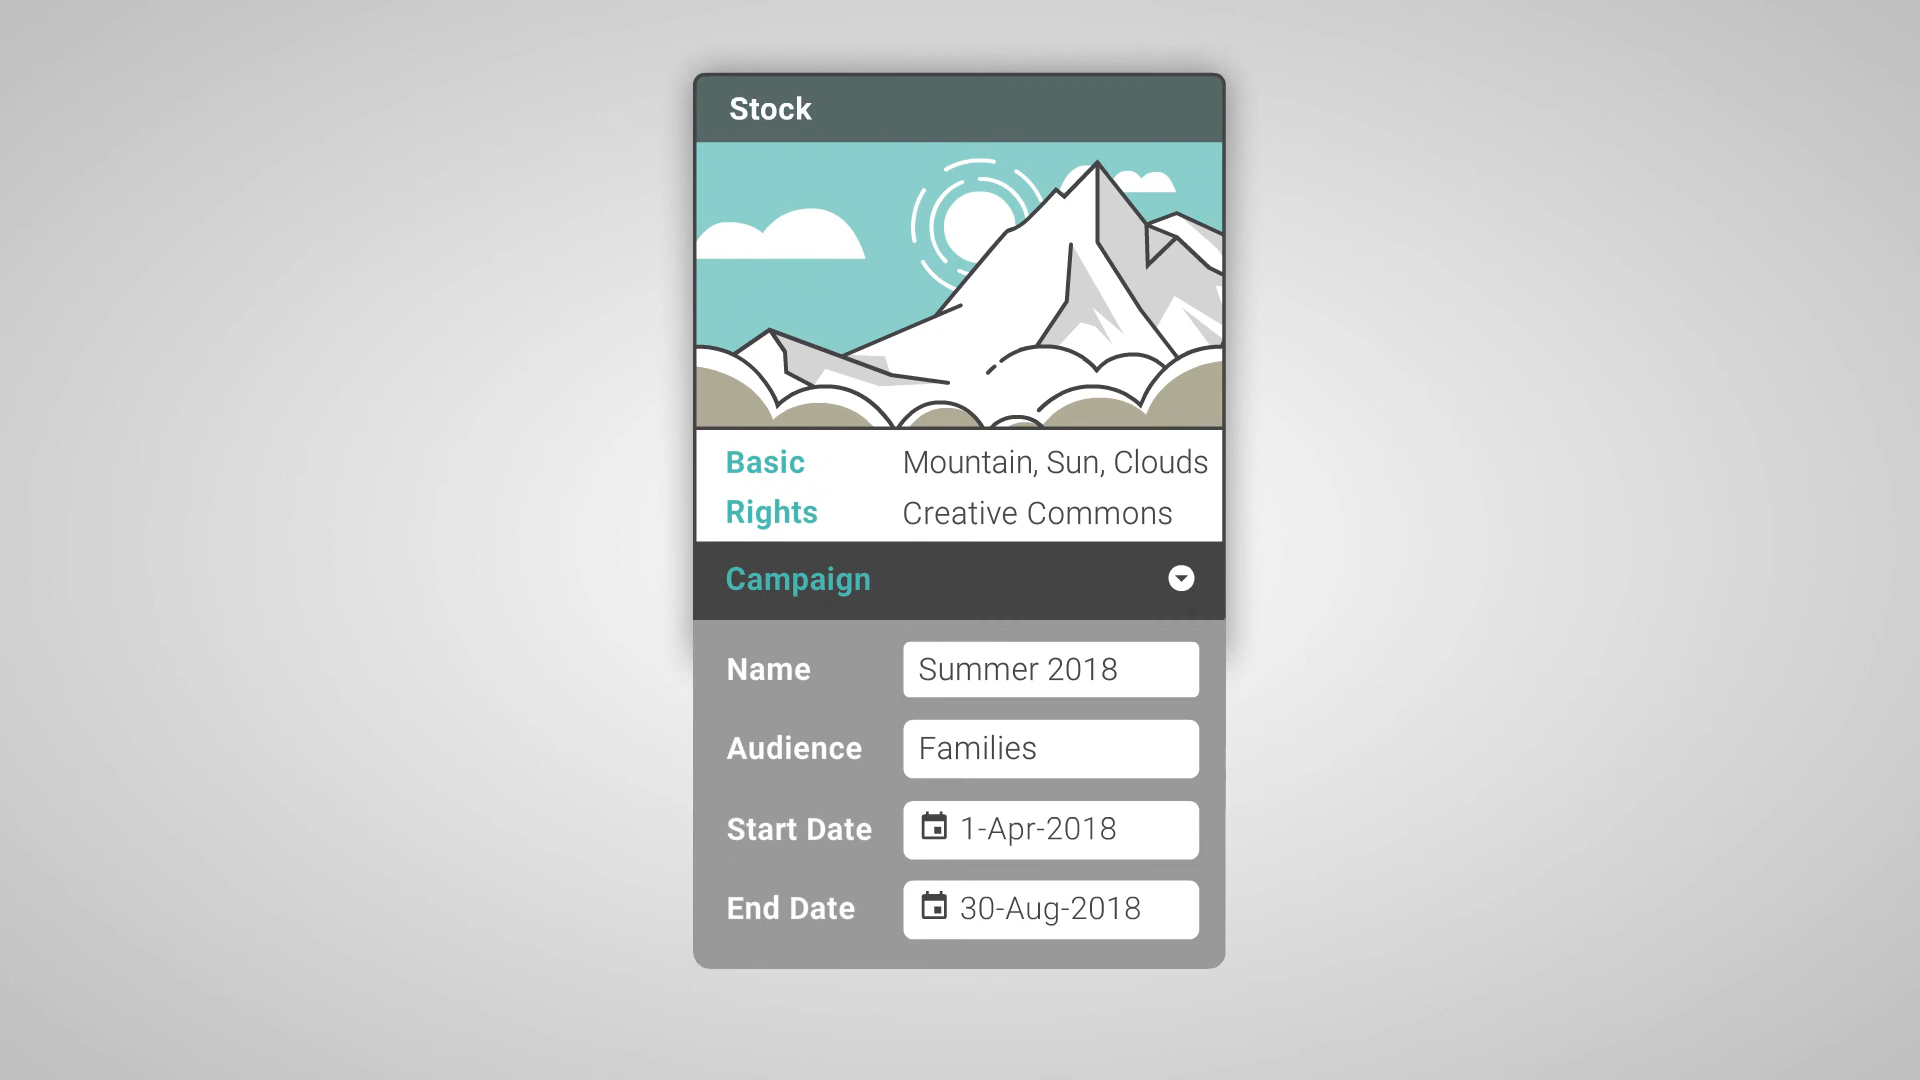 Stock
Basic Mountain, Sun, Clouds
Rights Creative Commons
Campaign
Name Summer 2018
Audience Families
Start Date 1-Apr-2018
End Date 30-Aug-2018